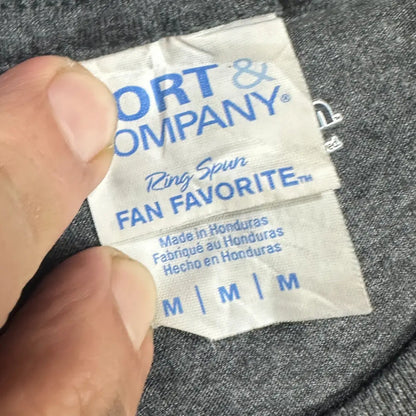 ORT &
OMPANY®
Ring Spun
FAN FAVORITE™
Made in Honduras
Fabriqué au Honduras
Hecho en Honduras
M | M | M